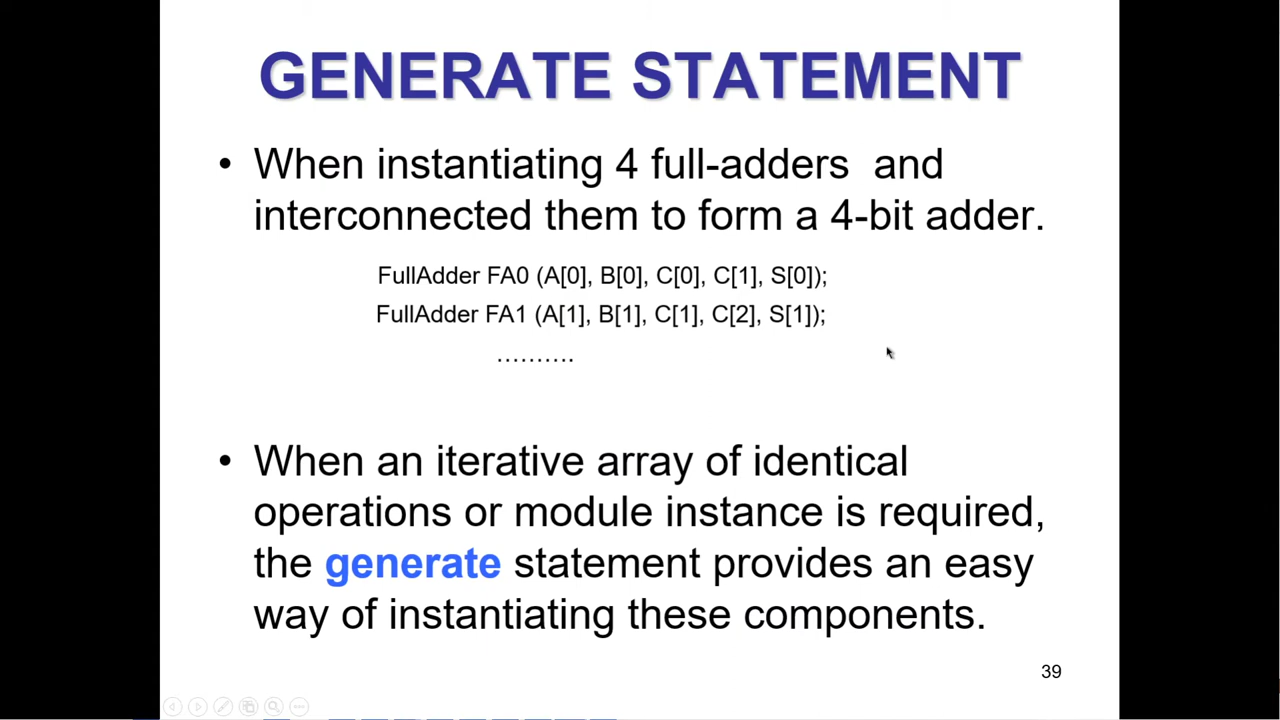 GENERATE STATEMENT
• When instantiating 4 full-adders and
interconnected them to form a 4-bit adder.
FullAdder FA0 (A[0], B[0], C[0], C[1], S[0]);
FullAdder FA1 (A[1], B[1], C[1], C[2], S[1]);
……….
• When an iterative array of identical
operations or module instance is required,
the generate statement provides an easy
way of instantiating these components.
39